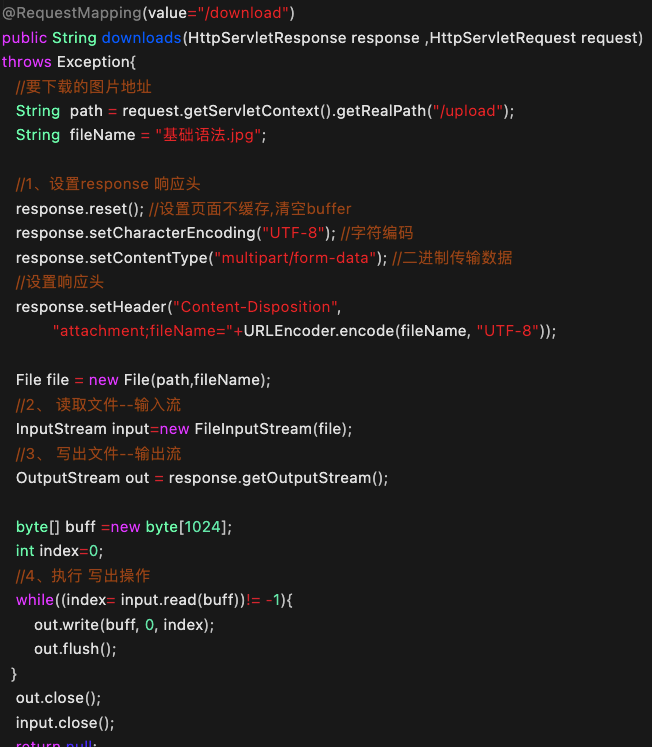 @RequestMapping(value="/download")
public String downloads(HttpServletResponse response ,HttpServletRequest request)
throws Exception{
//要下载的图片地址
String  path = request.getServletContext().getRealPath("/upload");
String  fileName = "基础语法.jpg";
//1、设置response 响应头
response.reset(); //设置页面不缓存,清空buffer
response.setCharacterEncoding("UTF-8"); //字符编码
response.setContentType("multipart/form-data"); //二进制传输数据
//设置响应头
response.setHeader("Content-Disposition",
"attachment;fileName="+URLEncoder.encode(fileName, "UTF-8"));
File file = new File(path,fileName);
//2、 读取文件--输入流
InputStream input=new FileInputStream(file);
//3、 写出文件--输出流
OutputStream out = response.getOutputStream();
byte[] buff =new byte[1024];
int index=0;
//4、执行 写出操作
while((index= input.read(buff))!= -1){
out.write(buff, 0, index);
out.flush();
}
out.close();
input.close();
return null;